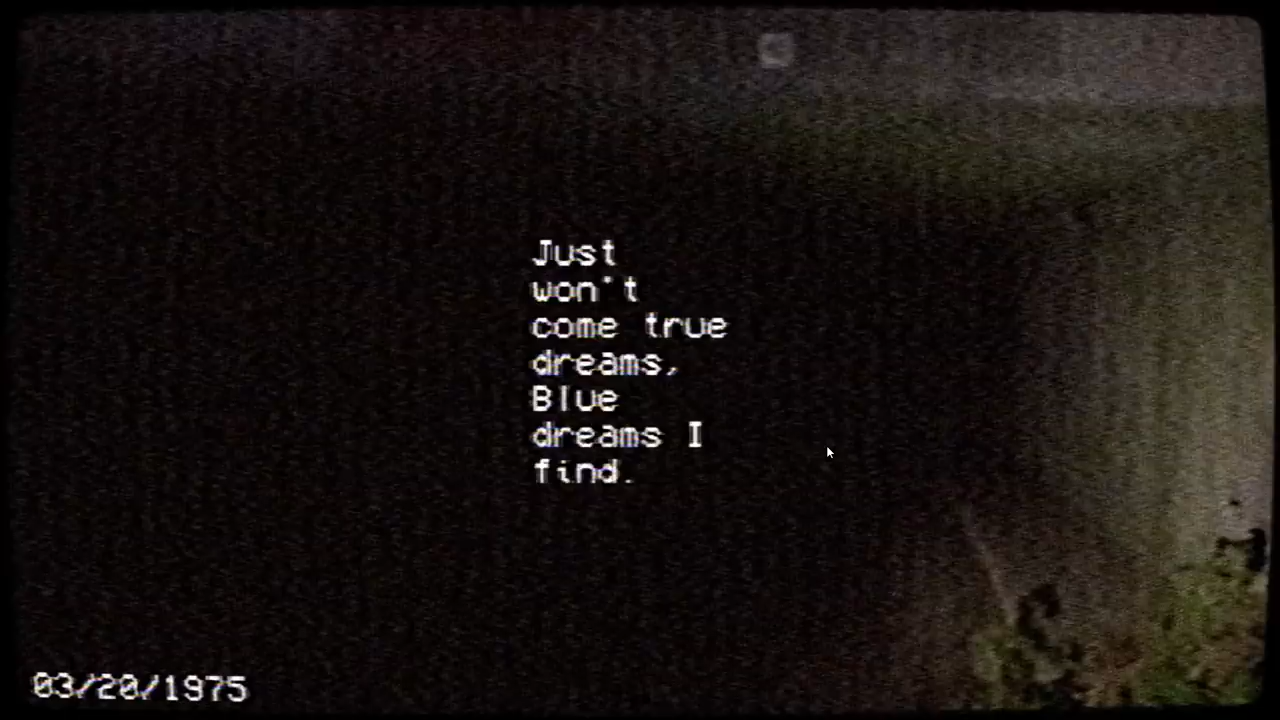 Just
won't
come true
dreams,
Blue
dreams I
find.
03/20/1975